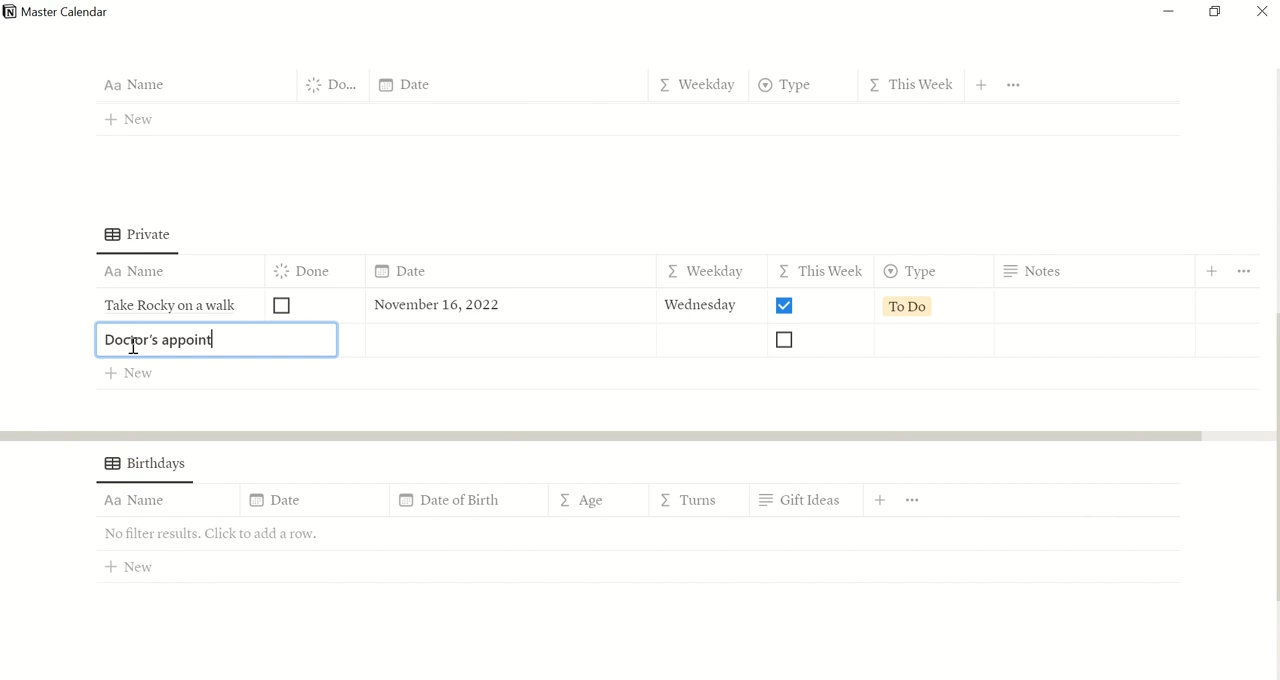 Master Calendar
Aa Name Do... Date Σ Weekday Type Σ This Week + ...
+ New
Private
Aa Name Done Date Σ Weekday Σ This Week Type Notes + ...
Take Rocky on a walk November 16, 2022 Wednesday To Do
Doctor's appoint
+ New
Birthdays
Aa Name Date Date of Birth Σ Age Σ Turns Gift Ideas + ...
No filter results. Click to add a row.
+ New